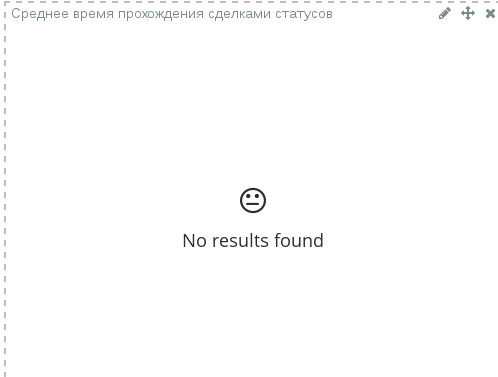 Среднее время прохождения сделками статусов
No results found